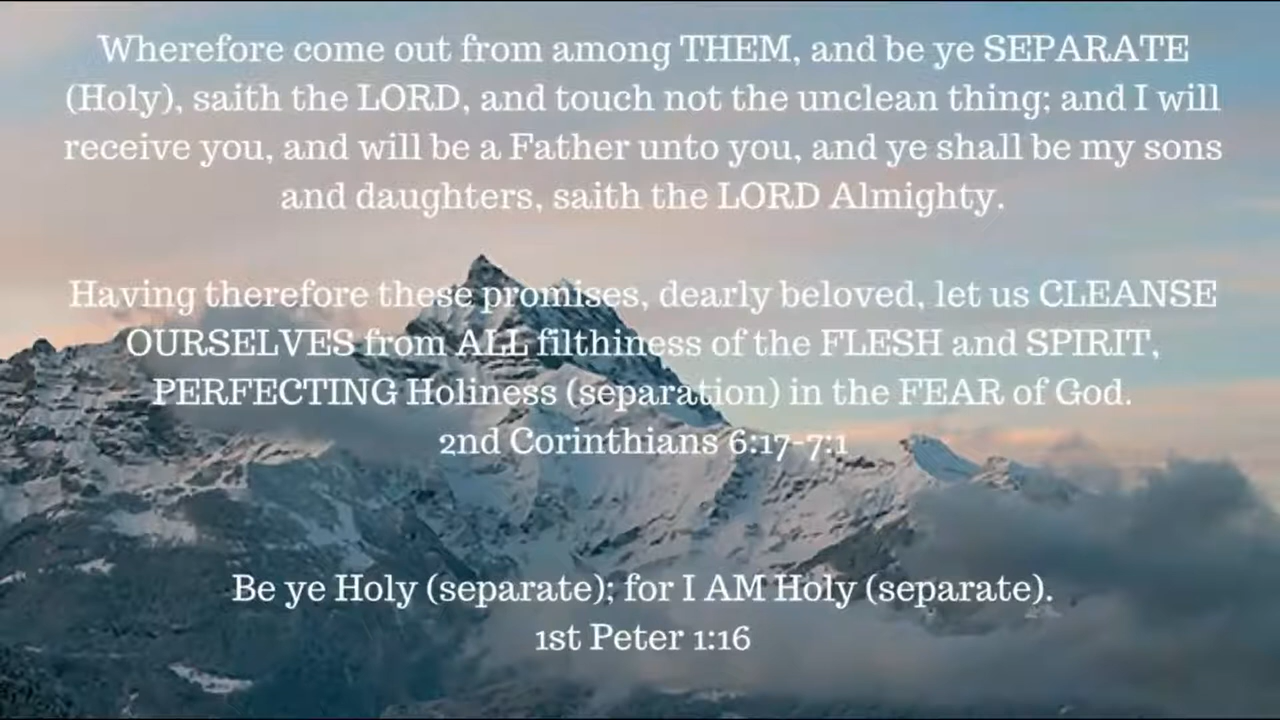 Wherefore come out from among THEM, and be ye SEPARATE
(Holy), saith the LORD, and touch not the unclean thing; and I will
receive you, and will be a Father unto you, and ye shall be my sons
and daughters, saith the LORD Almighty.
Having therefore these promises, dearly beloved, let us CLEANSE
OURSELVES from ALL filthiness of the FLESH and SPIRIT,
PERFECTING Holiness (separation) in the FEAR of God.
2nd Corinthians 6:17-7:1
Be ye Holy (separate); for I AM Holy (separate).
1st Peter 1:16